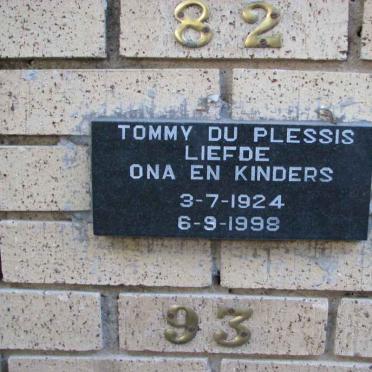 82
TOMMY DU PLESSIS
LIEFDE
ONA EN KINDERS
3-7-1924
6-9-1998
93